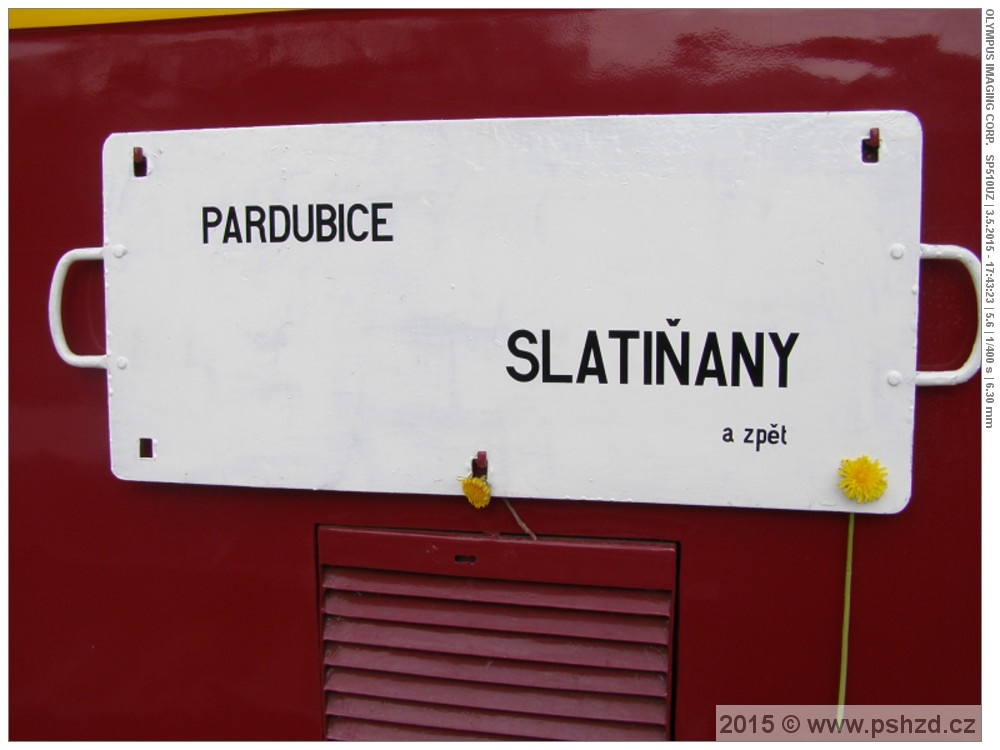 PARDUBICE
SLATIŇANY
a zpět
2015 © www.pshzd.cz
OLYMPUS IMAGING CORP. SP510UZ | 3.5.2015 - 17:43:23 | 5.6 | 1/400 s | 6.30 mm